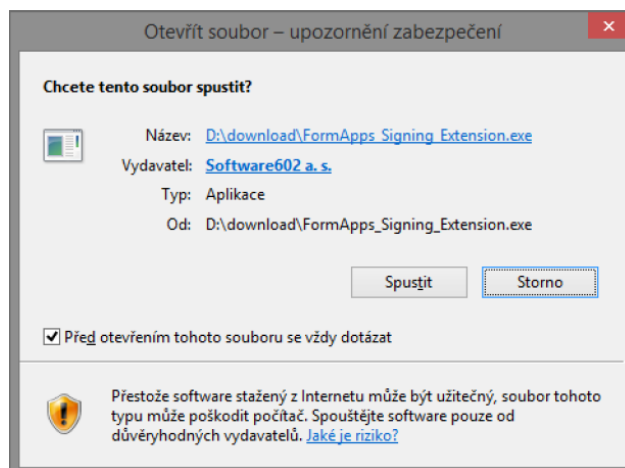 Otevřít soubor – upozornění zabezpečení
Chcete tento soubor spustit?
Název: D:\download\FormApps_Signing_Extension.exe
Vydavatel: Software602 a. s.
Typ: Aplikace
Od: D:\download\FormApps_Signing_Extension.exe
Spustit Storno
Před otevřením tohoto souboru se vždy dotázat
Přestože software stažený z Internetu může být užitečný, soubor tohoto
typu může poškodit počítač. Spouštějte software pouze od
důvěryhodných vydavatelů. Jaké je riziko?